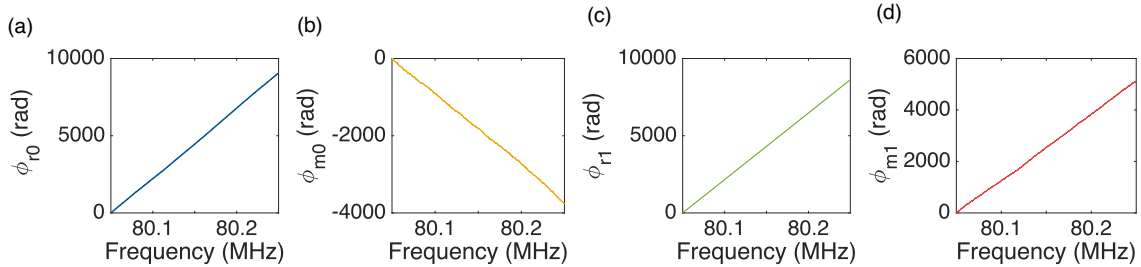 (a)
10000
5000
0
ϕr0 (rad)
80.1 80.2
Frequency (MHz)
(b)
0
-2000
-4000
ϕm0 (rad)
80.1 80.2
Frequency (MHz)
(c)
10000
5000
0
ϕr1 (rad)
80.1 80.2
Frequency (MHz)
(d)
6000
4000
2000
0
ϕm1 (rad)
80.1 80.2
Frequency (MHz)